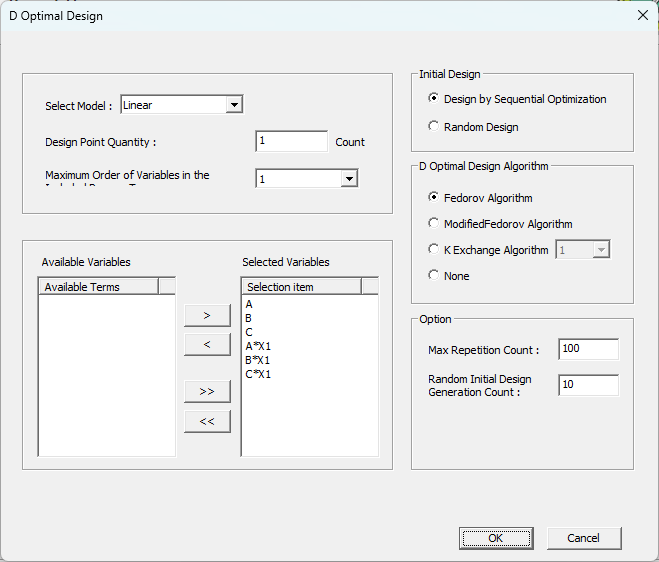 D Optimal Design
Select Model :
Linear
Design Point Quantity :
1
Count
Maximum Order of Variables in the
1
Available Variables
Available Terms
>
<
>>
<<
Selected Variables
Selection item
A
B
C
A*X1
B*X1
C*X1
Initial Design
Design by Sequential Optimization
Random Design
D Optimal Design Algorithm
Fedorov Algorithm
ModifiedFedorov Algorithm
K Exchange Algorithm
1
None
Option
Max Repetition Count :
100
Random Initial Design
Generation Count :
10
OK
Cancel